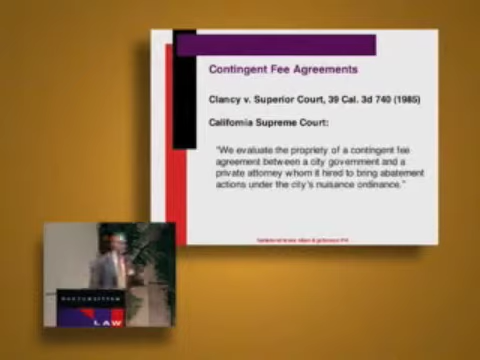 Contingent Fee Agreements
Clancy v. Superior Court, 39 Cal. 3d 740 (1985)
California Supreme Court:
"We evaluate the propriety of a contingent fee
agreement between a city government and a
private attorney whom it hired to bring abatement
actions under the city's nuisance ordinance."
LAW